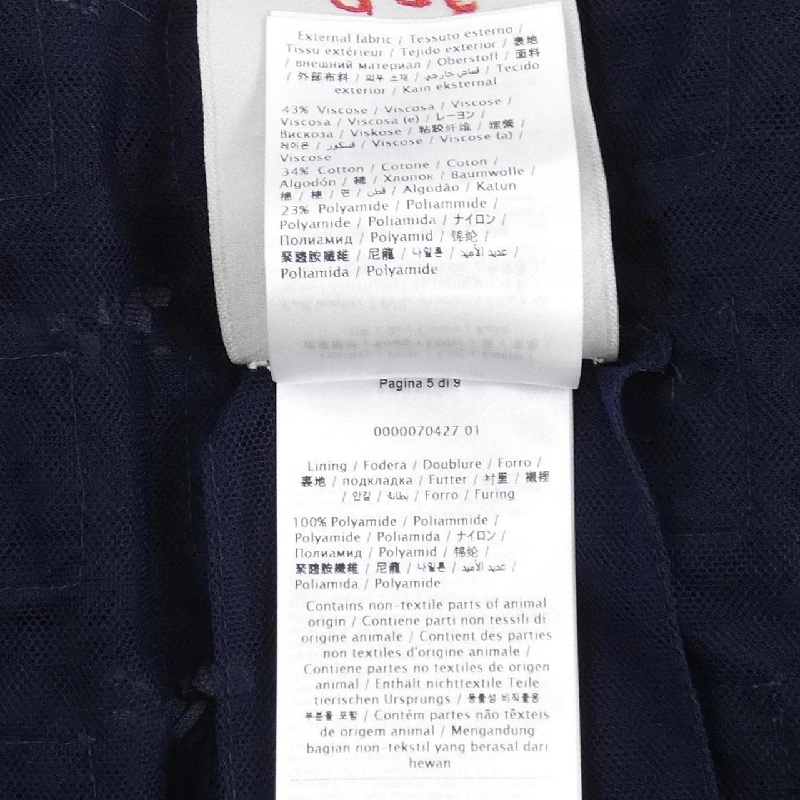 External fabric / Tessuto esterno /
Tissu extérieur / Tejido exterior / 表地
/ внешний материал / Oberstoff / 面料
/ 外部布料 / 외부 소재 / قماش خارجي / Tecido
exterior / Kain eksternal
43% Viscose / Viscosa / Viscose /
Viscosa / Viscosa (e) / レーヨン /
Вискоза / Viskose / 粘胶纤维 / 嫘縈 /
레이온 / فسكوز / Viscose / Viscose (a) /
Viscose
34% Cotton / Cotone / Coton /
Algodón / 綿 / Хлопок / Baumwolle /
棉 / 棉 / 면 / قطن / Algodão / Katun
23% Polyamide / Poliammide /
Polyamide / Poliamida / ナイロン /
Полиамид / Polyamid / 锦纶 /
聚醯胺纖維 / 尼龍 / 나일론 / عديد الأميد /
Poliamida / Polyamide
Pagina 5 di 9
0000070427 01
Lining / Fodera / Doublure / Forro /
裏地 / подкладка / Futter / 衬里 / 襯裡
/ 안감 / بطانة / Forro / Furing
100% Polyamide / Poliammide /
Polyamide / Poliamida / ナイロン /
Полиамид / Polyamid / 锦纶 /
聚醯胺纖維 / 尼龍 / 나일론 / عديد الأميد /
Poliamida / Polyamide
Contains non-textile parts of animal
origin / Contiene parti non tessili di
origine animale / Contient des parties
non textiles d'origine animale /
Contiene partes no textiles de origen
animal / Enthält nichttextile Teile
tierischen Ursprungs / 동물성 비직물용
부분을 포함 / Contém partes não têxteis
de origem animal / Mengandung
bagian non-tekstil yang berasal dari
hewan